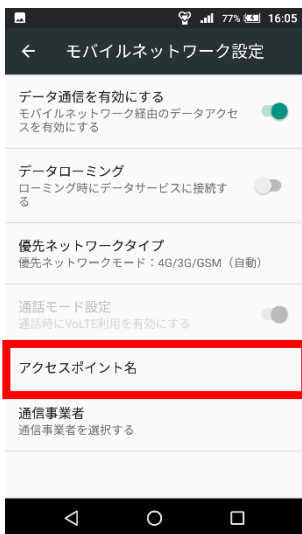 77% 16:05
モバイルネットワーク設定
データ通信を有効にする
モバイルネットワーク経由のデータアクセ
スを有効にする
データローミング
ローミング時にデータサービスに接続す
る
優先ネットワークタイプ
優先ネットワークモード：4G/3G/GSM（自動）
通話モード設定
通話時にVoLTE利用を有効にする
アクセスポイント名
通信事業者
通信事業者を選択する